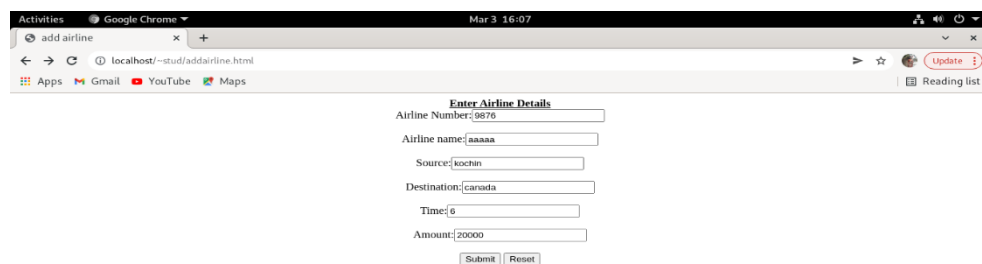 Activities Google Chrome Mar 3 16:07
add airline
localhost/~stud/addairline.html Update
Apps Gmail YouTube Maps Reading list
Enter Airline Details
Airline Number: 9876
Airline name: aaaaa
Source: kochin
Destination: canada
Time: 6
Amount: 20000
Submit Reset